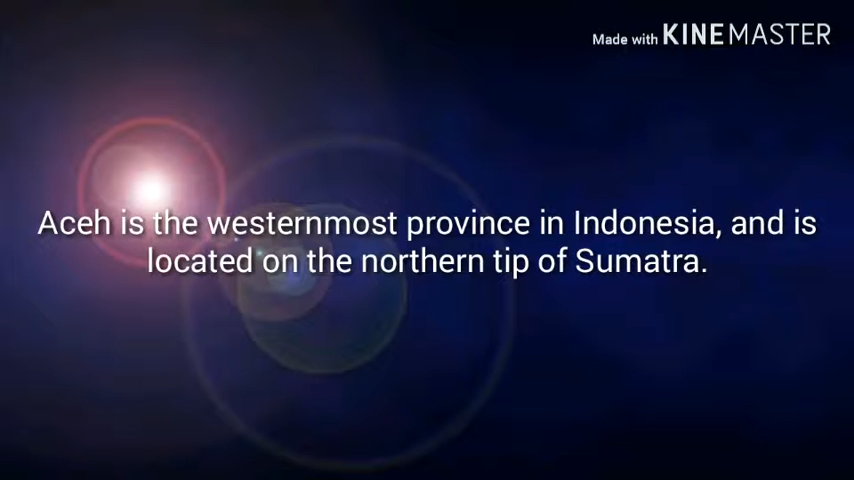 Made with KINEMASTER
Aceh is the westernmost province in Indonesia, and is
located on the northern tip of Sumatra.